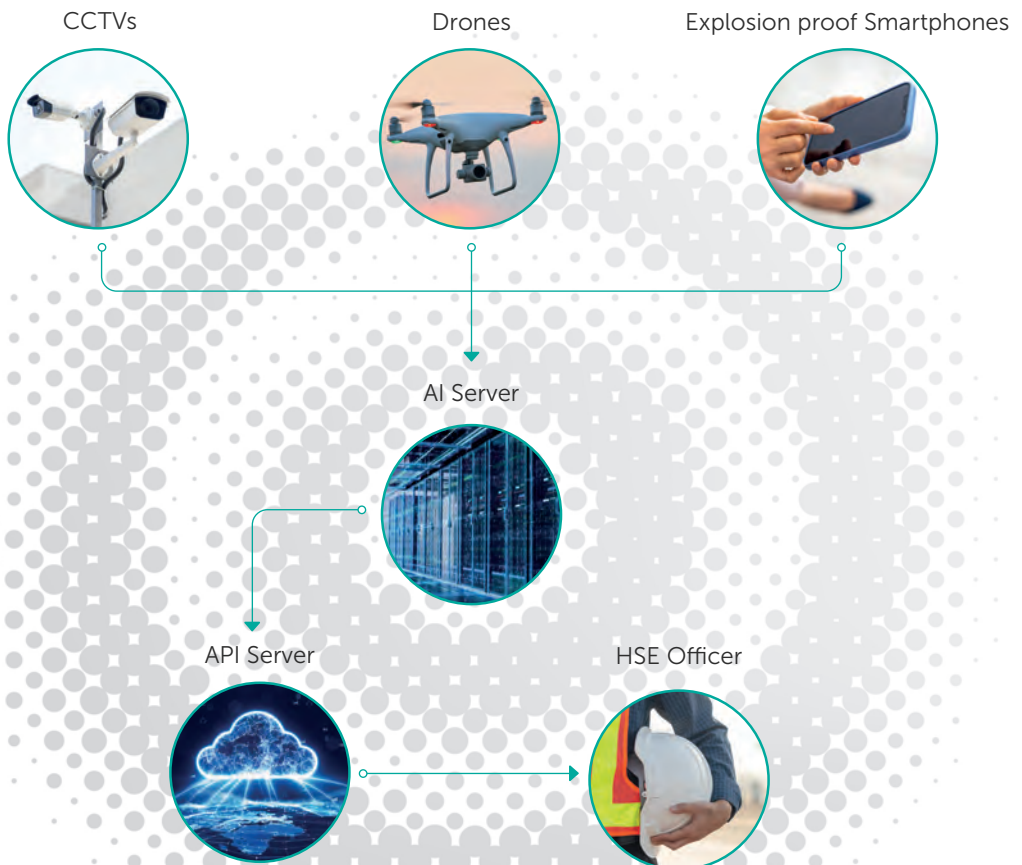 CCTVs
Drones
Explosion proof Smartphones
AI Server
API Server
HSE Officer